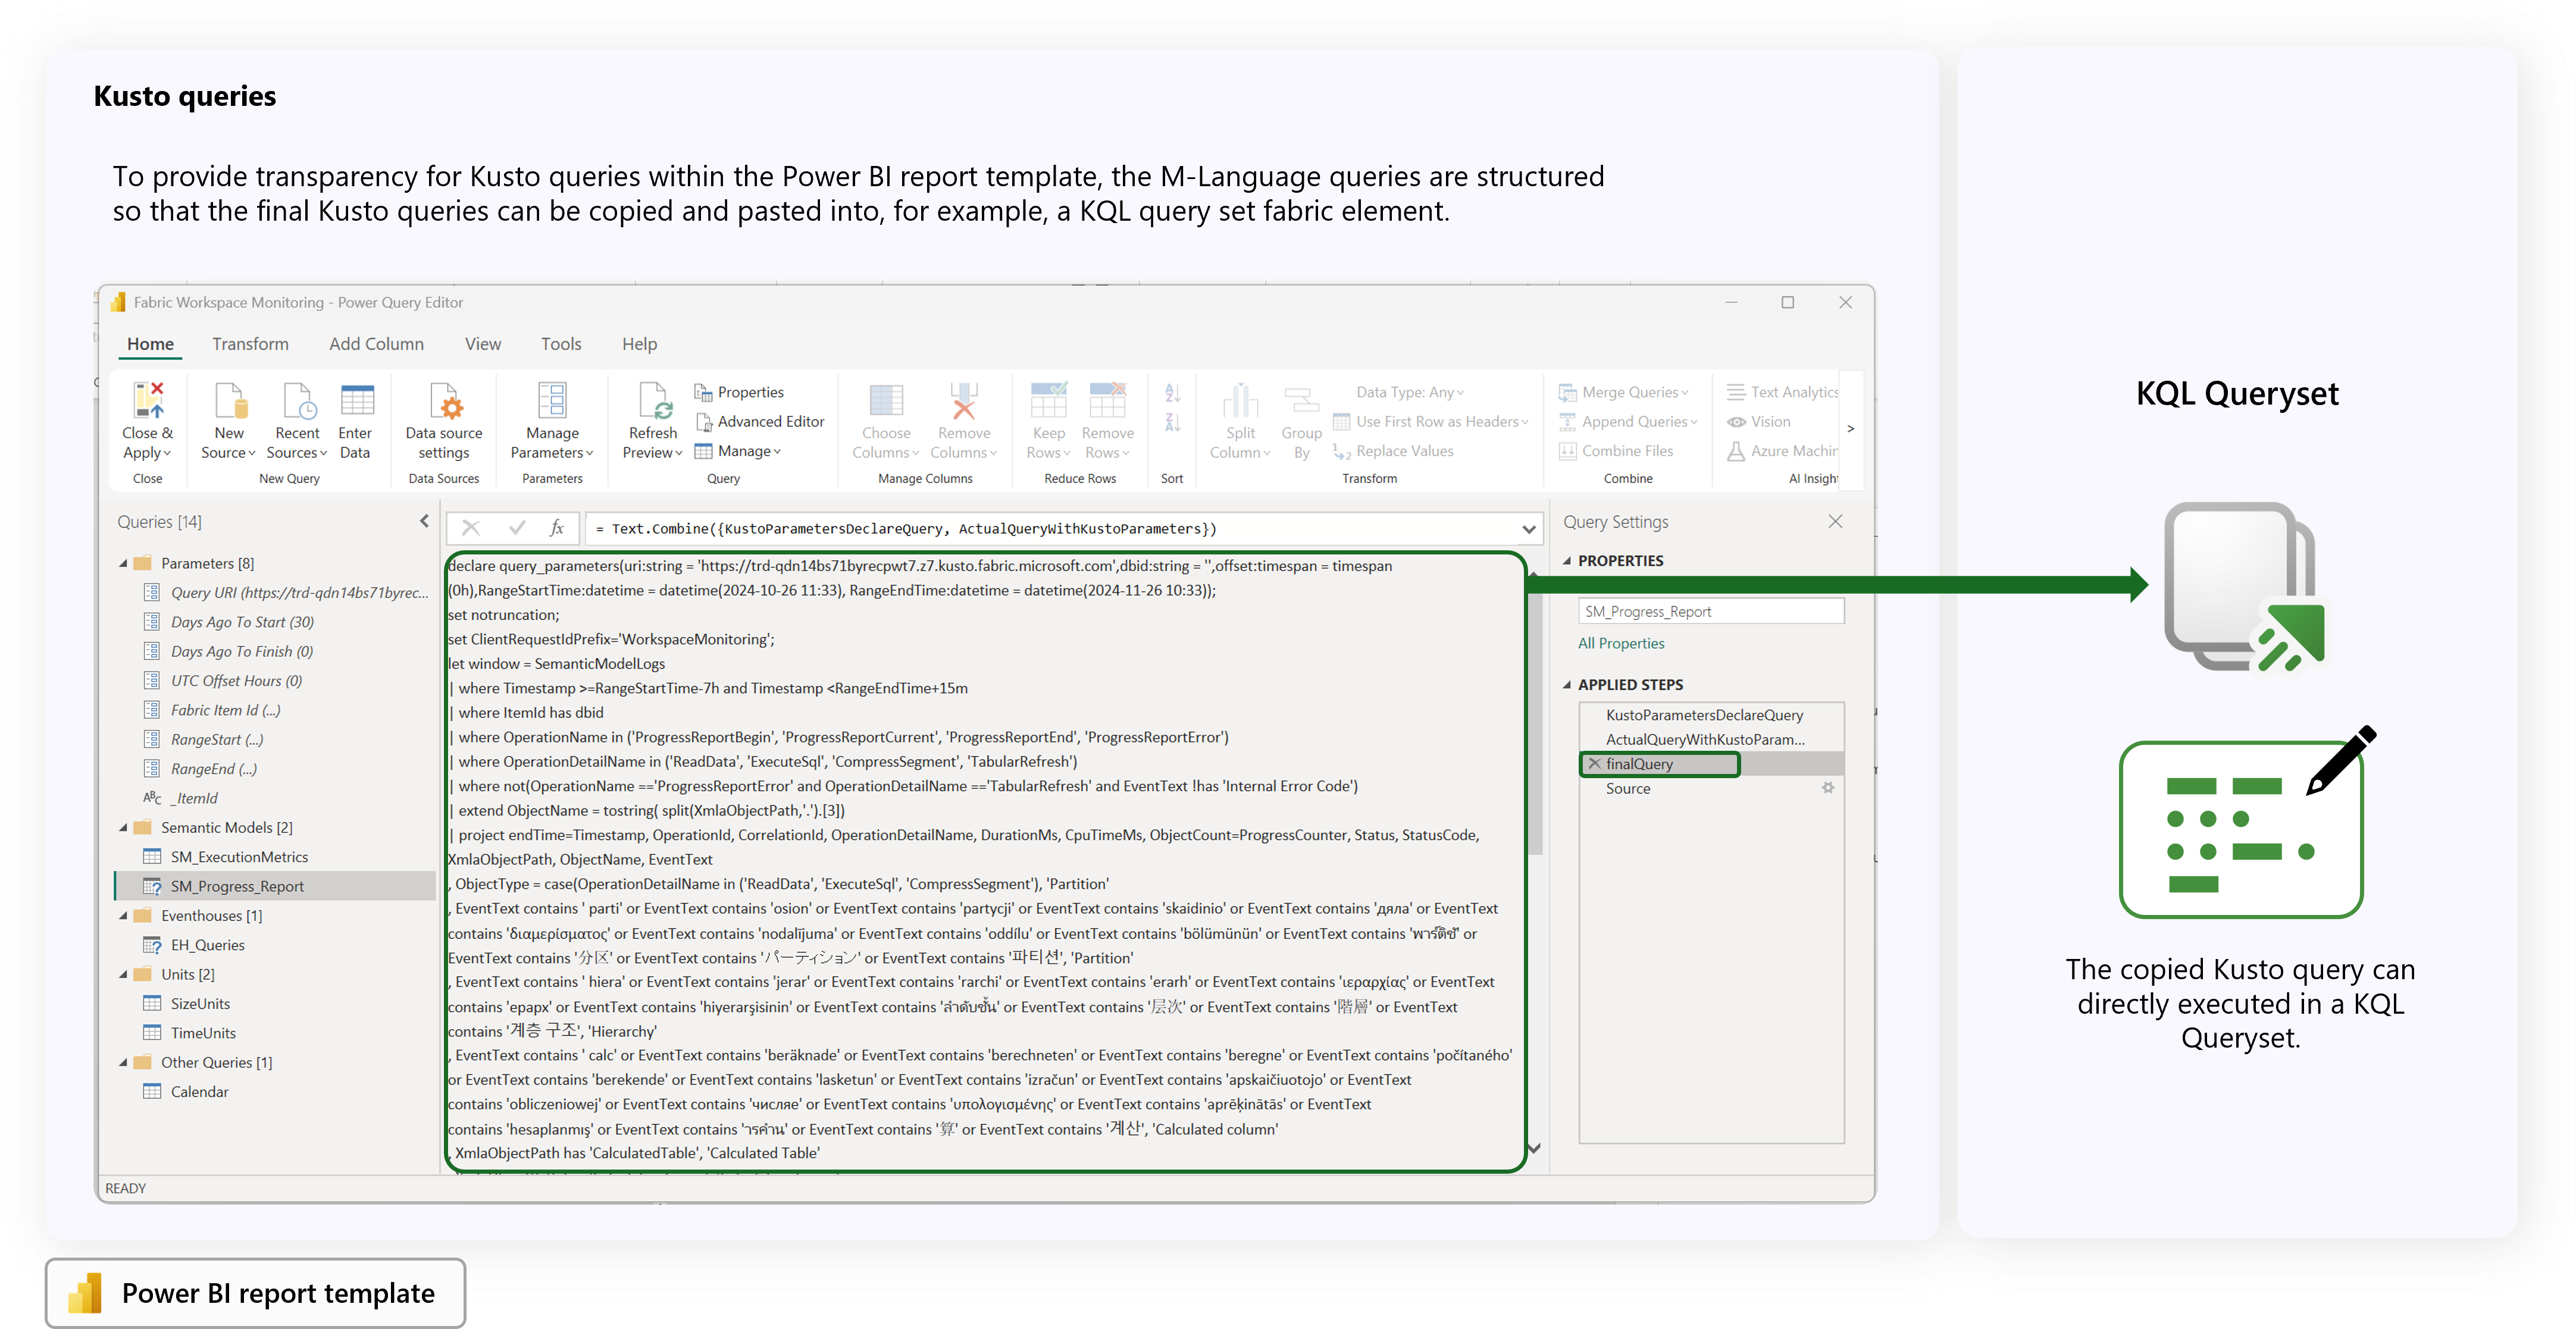 Kusto queries
To provide transparency for Kusto queries within the Power BI report template, the M-Language queries are structured
so that the final Kusto queries can be copied and pasted into, for example, a KQL query set fabric element.
Fabric Workspace Monitoring - Power Query Editor
Home Transform Add Column View Tools Help
Close & Apply
Close
New Source
Recent Sources
Enter Data
New Query
Data source settings
Data Sources
Manage Parameters
Parameters
Refresh Preview
Properties
Advanced Editor
Manage
Query
Choose Columns
Remove Columns
Manage Columns
Keep Rows
Remove Rows
Reduce Rows
Sort
Split Column
Group By
Data Type: Any
Use First Row as Headers
Replace Values
Transform
Merge Queries
Append Queries
Combine Files
Combine
Text Analytics
Vision
Azure Machin
AI Insight
Queries [14]
Parameters [8]
Query URI (https://trd-qdn14bs71byrec...
Days Ago To Start (30)
Days Ago To Finish (0)
UTC Offset Hours (0)
Fabric Item Id (...)
RangeStart (...)
RangeEnd (...)
_ItemId
Semantic Models [2]
SM_ExecutionMetrics
SM_Progress_Report
Eventhouses [1]
EH_Queries
Units [2]
SizeUnits
TimeUnits
Other Queries [1]
Calendar
= Text.Combine({KustoParametersDeclareQuery, ActualQueryWithKustoParameters})
declare query_parameters(uri:string = 'https://trd-qdn14bs71byrecpwt7.z7.kusto.fabric.microsoft.com',dbid:string = '',offset:timespan = timespan
(0h),RangeStartTime:datetime = datetime(2024-10-26 11:33), RangeEndTime:datetime = datetime(2024-11-26 10:33));
set notruncation;
set ClientRequestIdPrefix='WorkspaceMonitoring';
let window = SemanticModelLogs
| where Timestamp >=RangeStartTime-7h and Timestamp <RangeEndTime+15m
| where ItemId has dbid
| where OperationName in ('ProgressReportBegin', 'ProgressReportCurrent', 'ProgressReportEnd', 'ProgressReportError')
| where OperationDetailName in ('ReadData', 'ExecuteSql', 'CompressSegment', 'TabularRefresh')
| where not(OperationName =='ProgressReportError' and OperationDetailName =='TabularRefresh' and EventText !has 'Internal Error Code')
| extend ObjectName = tostring( split(XmlaObjectPath,'.').[3])
| project endTime=Timestamp, OperationId, CorrelationId, OperationDetailName, DurationMs, CpuTimeMs, ObjectCount=ProgressCounter, Status, StatusCode,
XmlaObjectPath, ObjectName, EventText
, ObjectType = case(OperationDetailName in ('ReadData', 'ExecuteSql', 'CompressSegment'), 'Partition'
, EventText contains ' parti' or EventText contains 'osion' or EventText contains 'partycji' or EventText contains 'skaidinio' or EventText contains 'дяла' or EventText
contains 'διαμερίσματος' or EventText contains 'nodalījuma' or EventText contains 'oddílu' or EventText contains 'bölümünün' or EventText contains 'พาร์ติชั' or
EventText contains '分区' or EventText contains 'パーティション' or EventText contains '파티션', 'Partition'
, EventText contains ' hiera' or EventText contains 'jerar' or EventText contains 'rarchi' or EventText contains 'erarh' or EventText contains 'ιεραρχίας' or EventText
contains 'epapx' or EventText contains 'hiyerarşisinin' or EventText contains 'ลำดับชั้น' or EventText contains '层次' or EventText contains '階層' or EventText
contains '계층 구조', 'Hierarchy'
, EventText contains ' calc' or EventText contains 'beräknade' or EventText contains 'berechneten' or EventText contains 'beregne' or EventText contains 'počítaného'
or EventText contains 'berekende' or EventText contains 'lasketun' or EventText contains 'izračun' or EventText contains 'apskaičiuotojo' or EventText
contains 'obliczeniowej' or EventText contains 'числяе' or EventText contains 'υπολογισμένης' or EventText contains 'aprēķinātās' or EventText
contains 'hesaplanmış' or EventText contains 'ารคำน' or EventText contains '算' or EventText contains '계산', 'Calculated column'
, XmlaObjectPath has 'CalculatedTable', 'Calculated Table'
Query Settings
PROPERTIES
SM_Progress_Report
All Properties
APPLIED STEPS
KustoParametersDeclareQuery
ActualQueryWithKustoParam...
finalQuery
Source
READY
KQL Queryset
The copied Kusto query can
directly executed in a KQL
Queryset.
Power BI report template